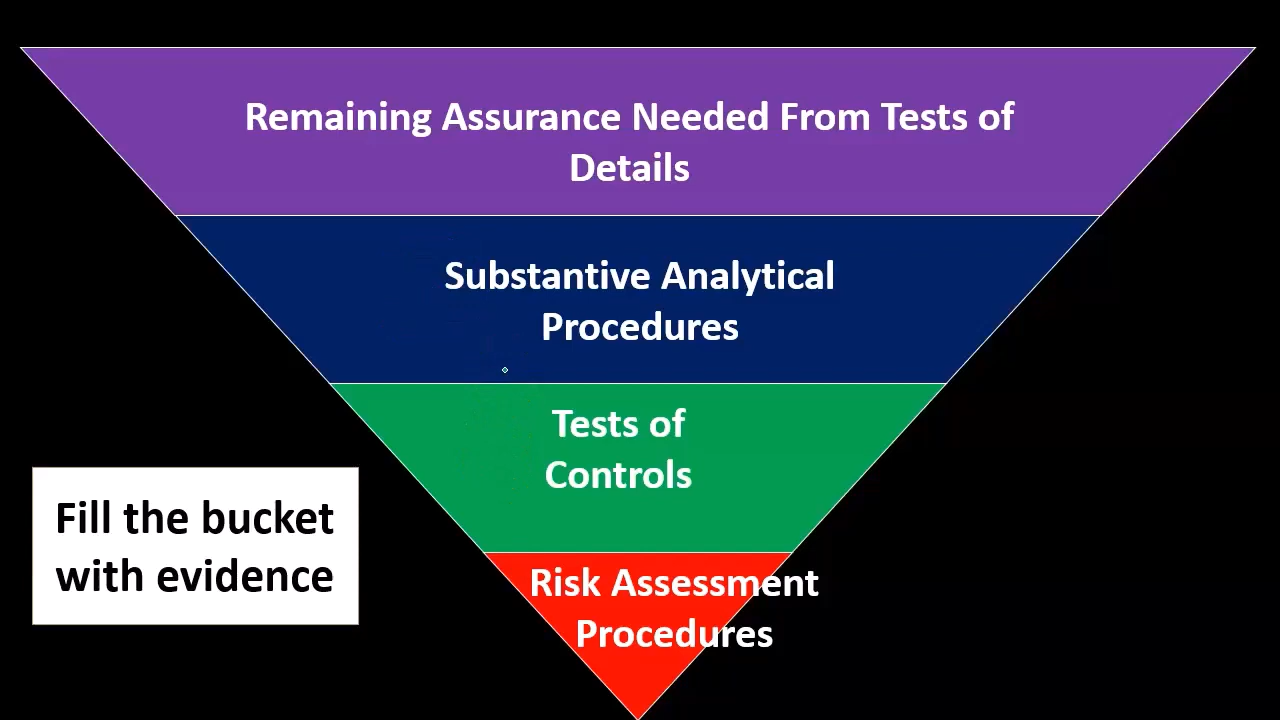 Remaining Assurance Needed From Tests of
Details
Substantive Analytical
Procedures
Tests of
Controls
Fill the bucket
with evidence
Risk Assessment
Procedures